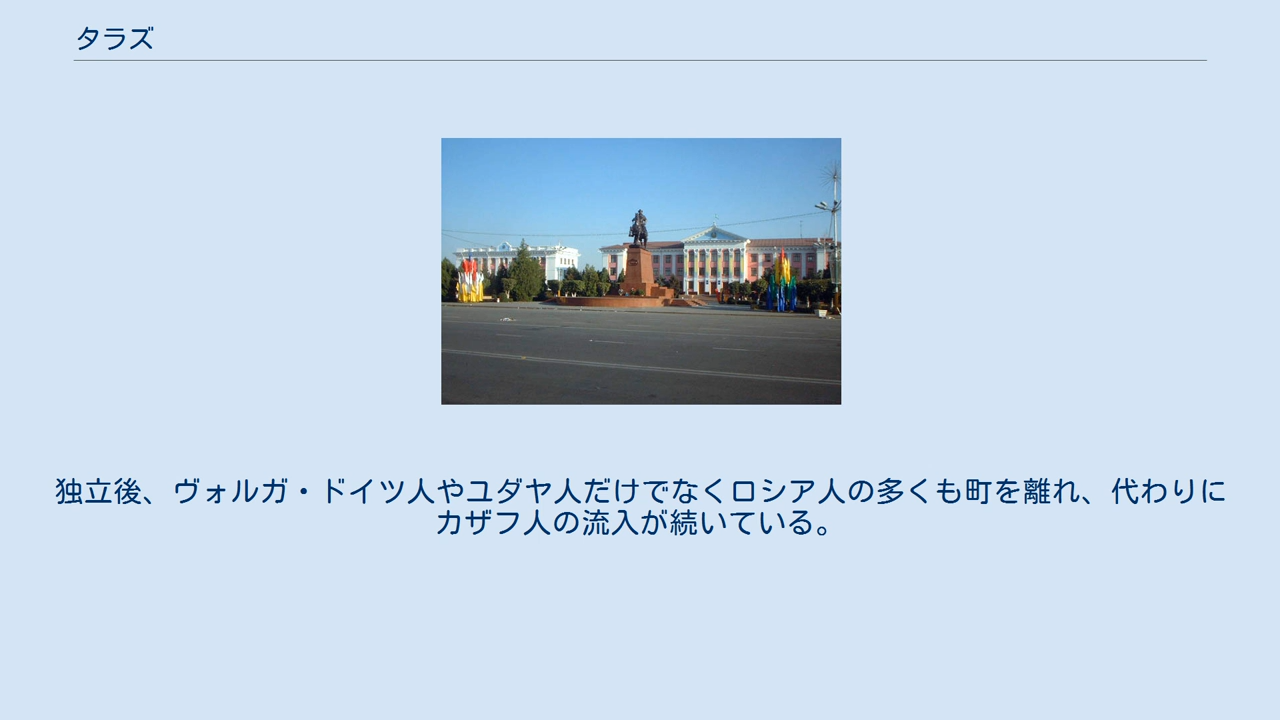 タラズ
独立後、ヴォルガ・ドイツ人やユダヤ人だけでなくロシア人の多くも町を離れ、代わりに
カザフ人の流入が続いている。